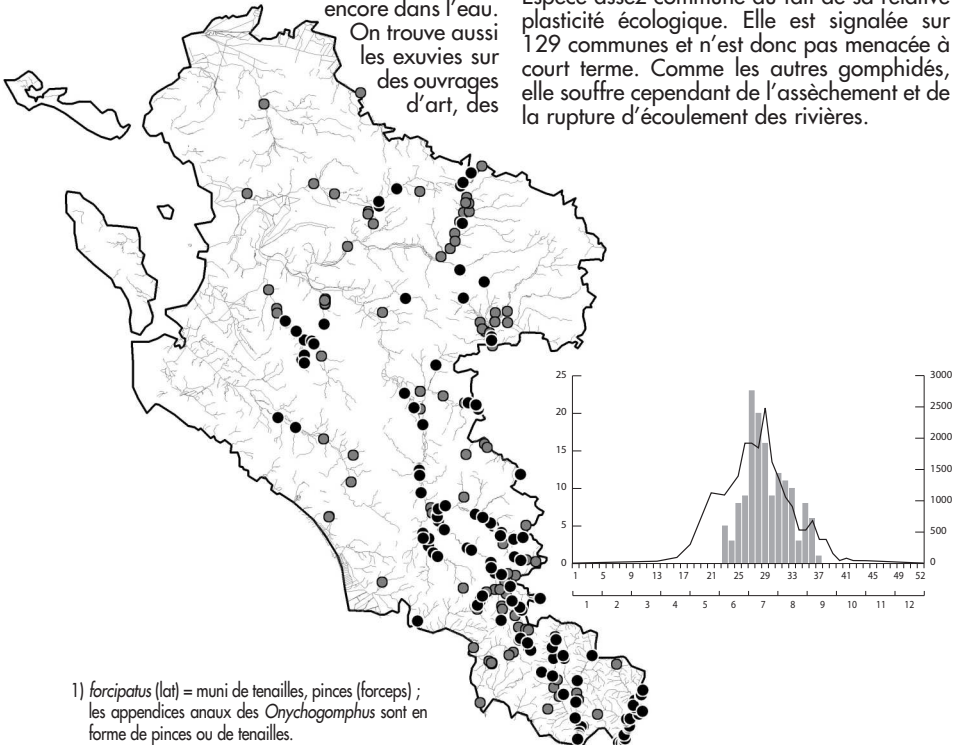 encore dans l’eau.
On trouve aussi
les exuvies sur
des ouvrages
d’art, des
plasticité écologique. Elle est signalée sur
129 communes et n’est donc pas menacée à
court terme. Comme les autres gomphidés,
elle souffre cependant de l’assèchement et de
la rupture d’écoulement des rivières.
25
20
15
10
5
0
3000
2500
2000
1500
1000
500
0
1 5 9 13 17 21 25 29 33 37 41 45 49 52
1 2 3 4 5 6 7 8 9 10 11 12
1) forcipatus (lat) = muni de tenailles, pinces (forceps) ;
les appendices anaux des Onychogomphus sont en
forme de pinces ou de tenailles.